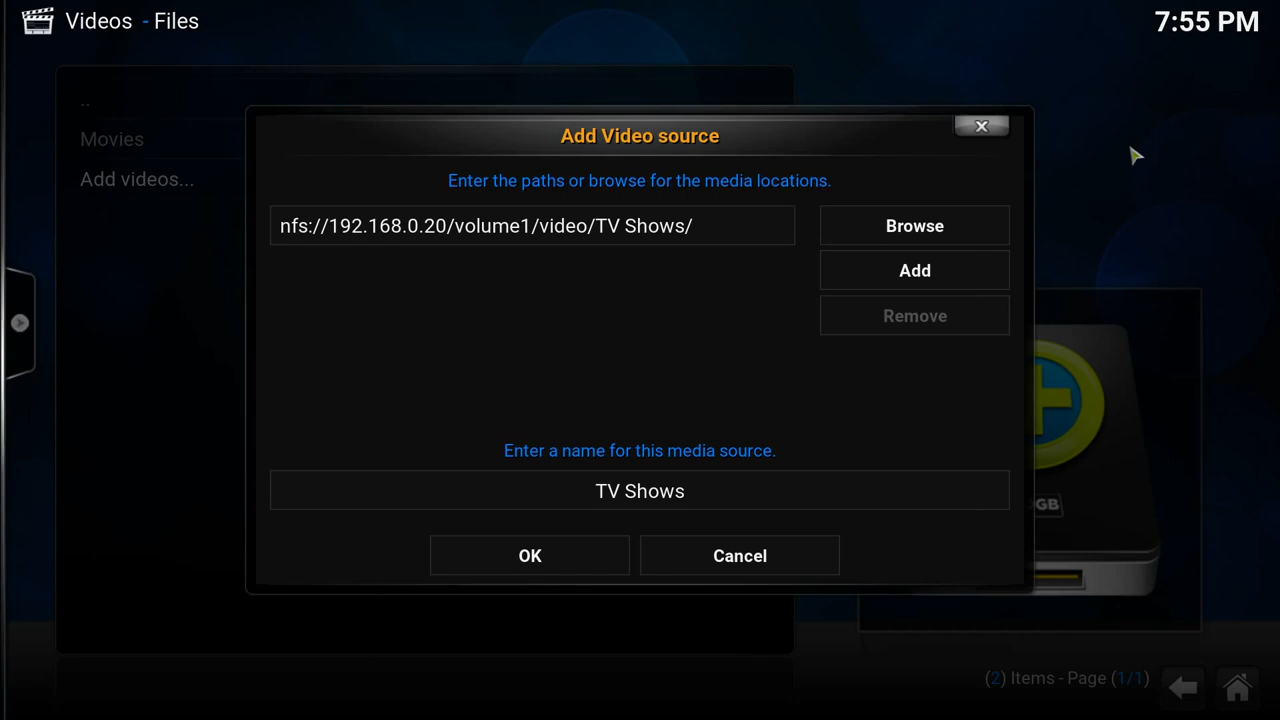 Videos - Files
7:55 PM
..
Movies
Add videos...
Add Video source
Enter the paths or browse for the media locations.
nfs://192.168.0.20/volume1/video/TV Shows/
Browse
Add
Remove
Enter a name for this media source.
TV Shows
OK
Cancel
GB
(2) Items - Page (1/1)